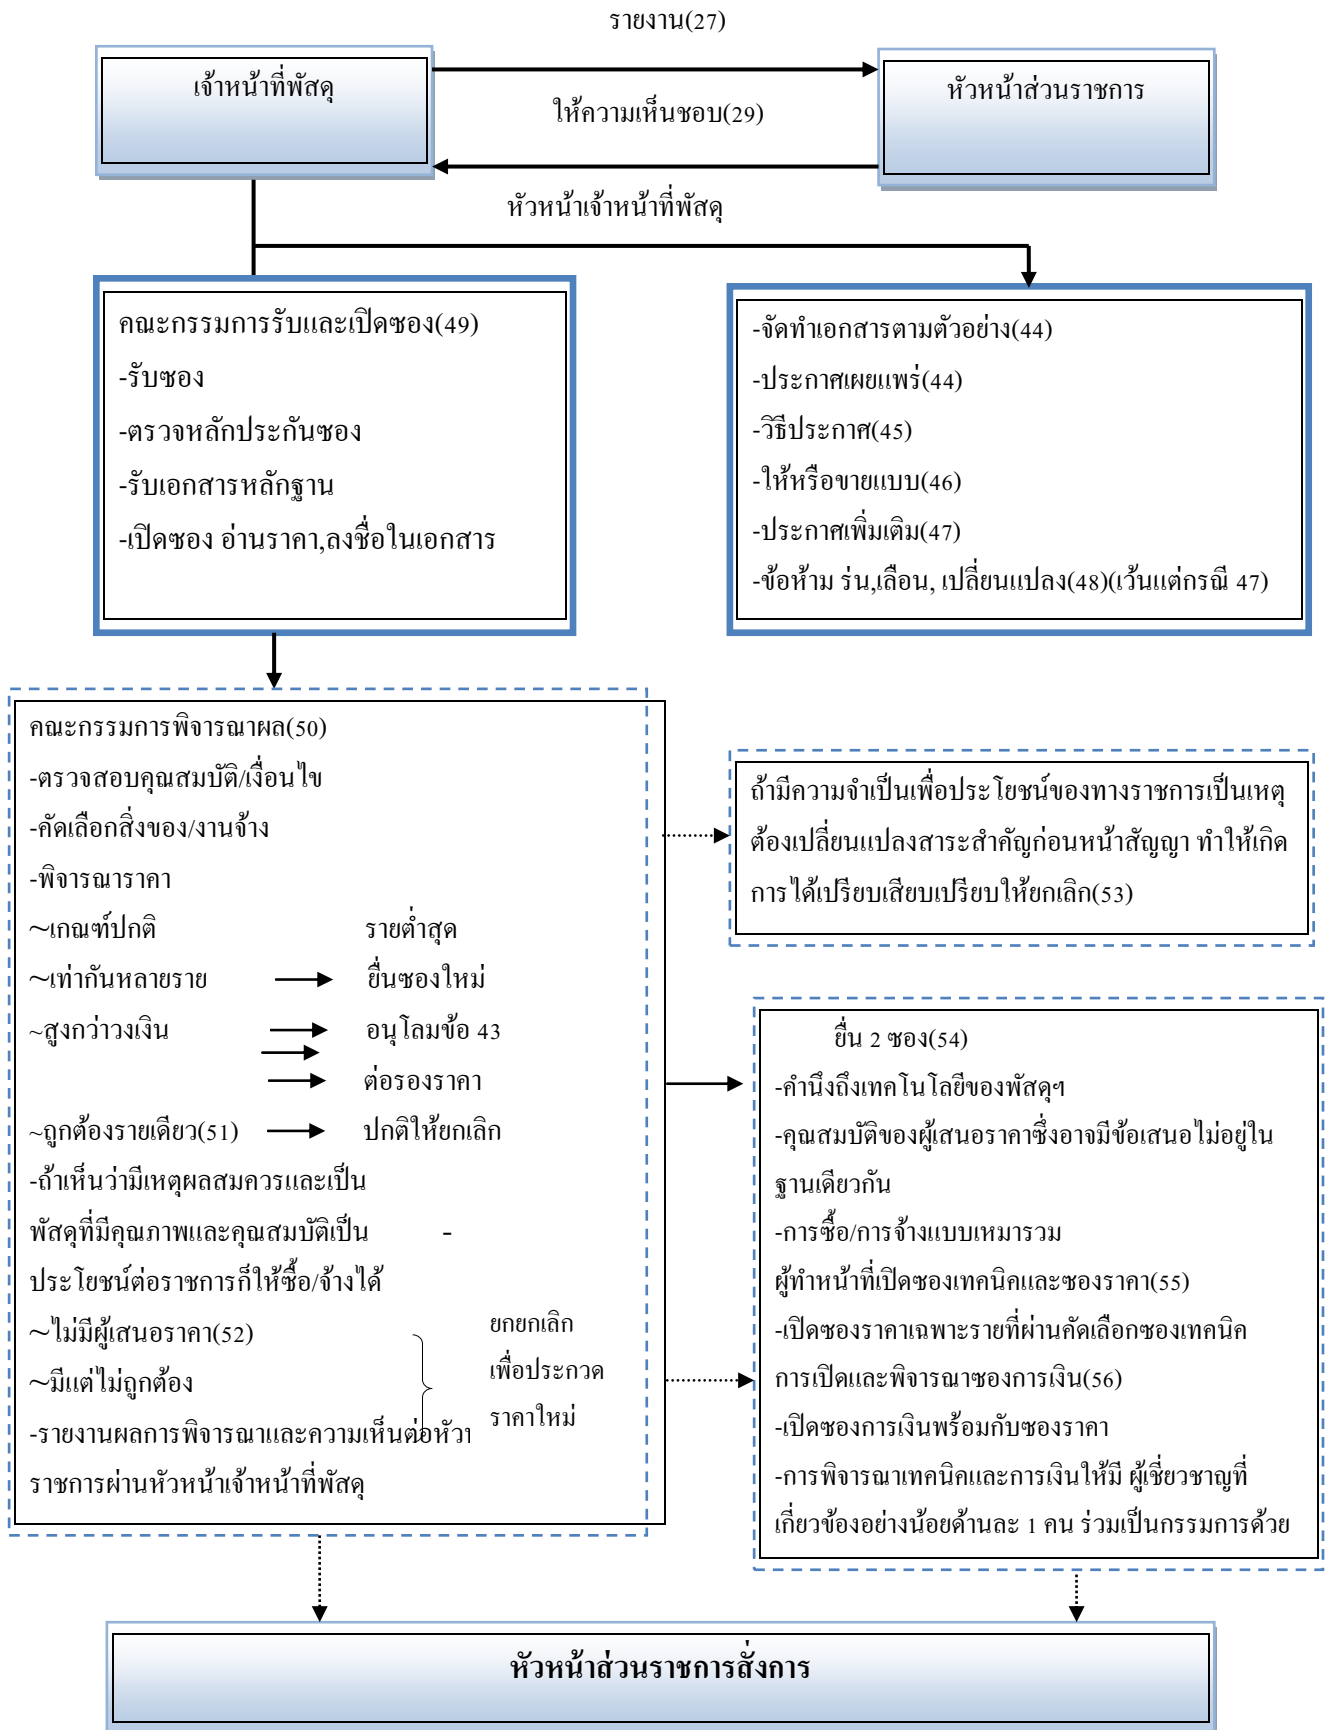 รายงาน(27)
เจ้าหน้าที่พัสดุ
หัวหน้าส่วนราชการ
ให้ความเห็นชอบ(29)
หัวหน้าเจ้าหน้าที่พัสดุ
คณะกรรมการรับและเปิดซอง(49)
-รับซอง
-ตรวจหลักประกันซอง
-รับเอกสารหลักฐาน
-เปิดซอง อ่านราคา,ลงชื่อในเอกสาร
-จัดทำเอกสารตามตัวอย่าง(44)
-ประกาศเผยแพร่(44)
-วิธีประกาศ(45)
-ให้หรือขายแบบ(46)
-ประกาศเพิ่มเติม(47)
-ข้อห้าม ร่น,เลือน, เปลี่ยนแปลง(48)(เว้นแต่กรณี 47)
คณะกรรมการพิจารณาผล(50)
-ตรวจสอบคุณสมบัติ/เงื่อนไข
-คัดเลือกสิ่งของ/งานจ้าง
-พิจารณาราคา
~เกณฑ์ปกติ รายต่ำสุด
~เท่ากันหลายราย ยื่นซองใหม่
~สูงกว่าวงเงิน อนุโลมข้อ 43
ต่อรองราคา
~ถูกต้องรายเดียว(51) ปกติให้ยกเลิก
-ถ้าเห็นว่ามีเหตุผลสมควรและเป็น
พัสดุที่มีคุณภาพและคุณสมบัติเป็น -
ประโยชน์ต่อราชการก็ให้ซื้อ/จ้างได้
~ไม่มีผู้เสนอราคา(52)
~มีแต่ไม่ถูกต้อง
ยกยกเลิก
เพื่อประกวด
ราคาใหม่
-รายงานผลการพิจารณาและความเห็นต่อหัวห
ราชการผ่านหัวหน้าเจ้าหน้าที่พัสดุ
ถ้ามีความจำเป็นเพื่อประโยชน์ของทางราชการเป็นเหตุ
ต้องเปลี่ยนแปลงสาระสำคัญก่อนหน้าสัญญา ทำให้เกิด
การได้เปรียบเสียบเปรียบให้ยกเลิก(53)
ยื่น 2 ซอง(54)
-คำนึงถึงเทคโนโลยีของพัสดุฯ
-คุณสมบัติของผู้เสนอราคาซึ่งอาจมีข้อเสนอไม่อยู่ใน
ฐานเดียวกัน
-การซื้อ/การจ้างแบบเหมารวม
ผู้ทำหน้าที่เปิดซองเทคนิคและซองราคา(55)
-เปิดซองราคาเฉพาะรายที่ผ่านคัดเลือกซองเทคนิค
การเปิดและพิจารณาซองการเงิน(56)
-เปิดซองการเงินพร้อมกับซองราคา
-การพิจารณาเทคนิคและการเงินให้มี ผู้เชี่ยวชาญที่
เกี่ยวข้องอย่างน้อยด้านละ 1 คน ร่วมเป็นกรรมการด้วย
หัวหน้าส่วนราชการสั่งการ